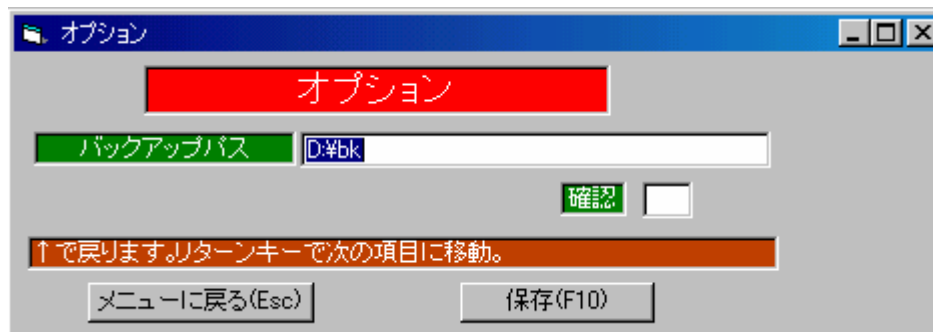 オプション
オプション
バックアップパス D:¥bk
確認
↑で戻ります。リターンキーで次の項目に移動。
メニューに戻る(Esc) 保存(F10)